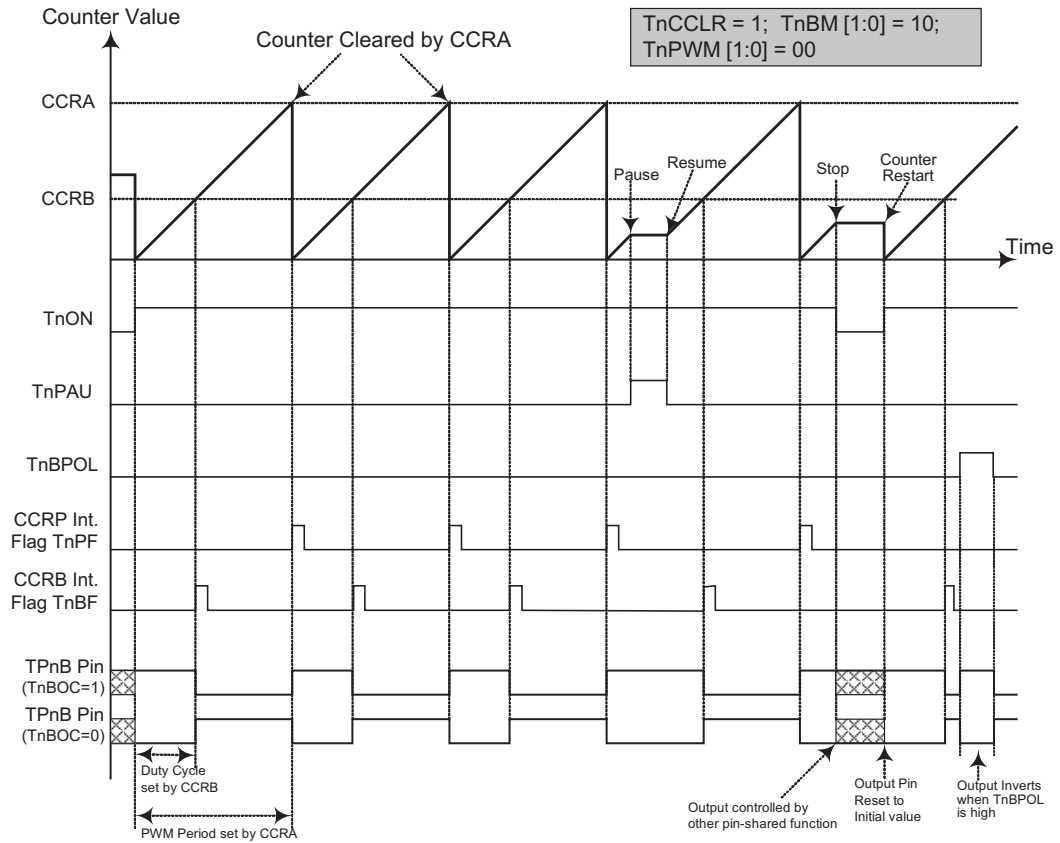 Counter Value
Counter Cleared by CCRA
TnCCLR = 1; TnBM [1:0] = 10;
TnPWM [1:0] = 00
CCRA
CCRB
Pause
Resume
Stop
Counter
Restart
Time
TnON
TnPAU
TnBPOL
CCRP Int.
Flag TnPF
CCRB Int.
Flag TnBF
TPnB Pin
(TnBOC=1)
TPnB Pin
(TnBOC=0)
Duty Cycle
set by CCRB
PWM Period set by CCRA
Output controlled by
other pin-shared function
Output Pin
Reset to
Initial value
Output Inverts
when TnBPOL
is high